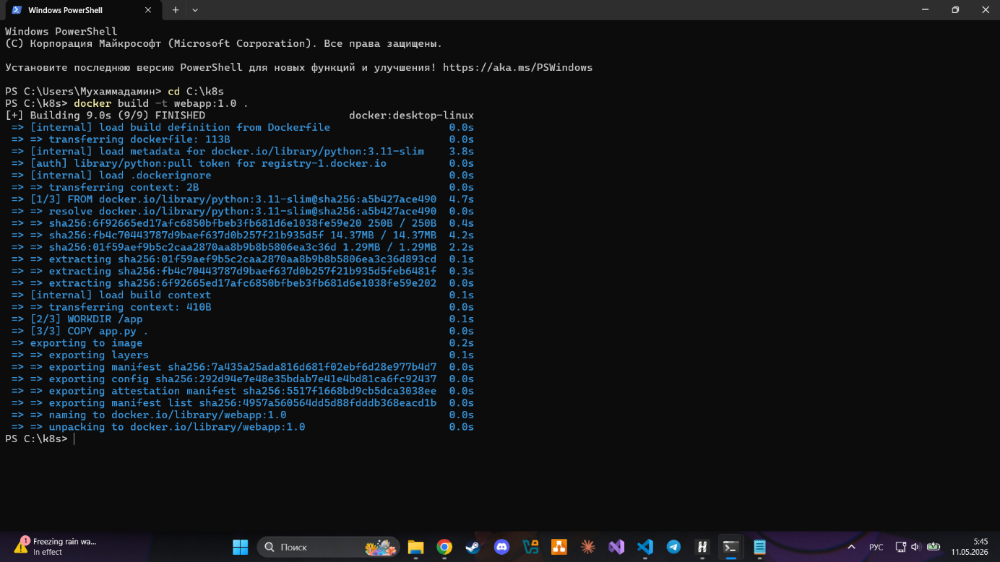 Windows PowerShell
Windows PowerShell
(C) Корпорация Майкрософт (Microsoft Corporation). Все права защищены.
Установите последнюю версию PowerShell для новых функций и улучшения! https://aka.ms/PSWindows
PS C:\Users\Мухаммадамин> cd C:\k8s
PS C:\k8s> docker build -t webapp:1.0 .
[+] Building 9.0s (9/9) FINISHED docker:desktop-linux
=> [internal] load build definition from Dockerfile 0.0s
=> => transferring dockerfile: 113B 0.0s
=> [internal] load metadata for docker.io/library/python:3.11-slim 3.8s
=> [auth] library/python:pull token for registry-1.docker.io 0.0s
=> [internal] load .dockerignore 0.0s
=> => transferring context: 2B 0.0s
=> [1/3] FROM docker.io/library/python:3.11-slim@sha256:a5b427ace490 4.7s
=> => resolve docker.io/library/python:3.11-slim@sha256:a5b427ace490 0.0s
=> => sha256:6f92665ed17afc6850bfbeb3fb681d6e1038fe59e20 250B / 250B 0.4s
=> => sha256:fb4c70443787d9baef637d0b257f21b935d5f 14.37MB / 14.37MB 4.2s
=> => sha256:01f59aef9b5c2caa2870aa8b9b8b5806ea3c36d 1.29MB / 1.29MB 2.2s
=> => extracting sha256:01f59aef9b5c2caa2870aa8b9b8b5806ea3c36d893cd 0.1s
=> => extracting sha256:fb4c70443787d9baef637d0b257f21b935d5feb6481f 0.3s
=> => extracting sha256:6f92665ed17afc6850bfbeb3fb681d6e1038fe59e202 0.0s
=> [internal] load build context 0.1s
=> => transferring context: 410B 0.0s
=> [2/3] WORKDIR /app 0.1s
=> [3/3] COPY app.py . 0.0s
=> exporting to image 0.2s
=> => exporting layers 0.1s
=> => exporting manifest sha256:7a435a25ada816d681f02ebf6d28e977b4d7 0.0s
=> => exporting config sha256:292d94e7e48e35bdab7e41e4bd81ca6fc92437 0.0s
=> => exporting attestation manifest sha256:5517f1668bd9cb5dca3038ee 0.0s
=> => exporting manifest list sha256:4957a560564dd5d88fdddb368eacd1b 0.0s
=> => naming to docker.io/library/webapp:1.0 0.0s
=> => unpacking to docker.io/library/webapp:1.0 0.0s
PS C:\k8s>
1
Freezing rain wa...
In effect
Поиск
РУС
5:45
11.05.2026